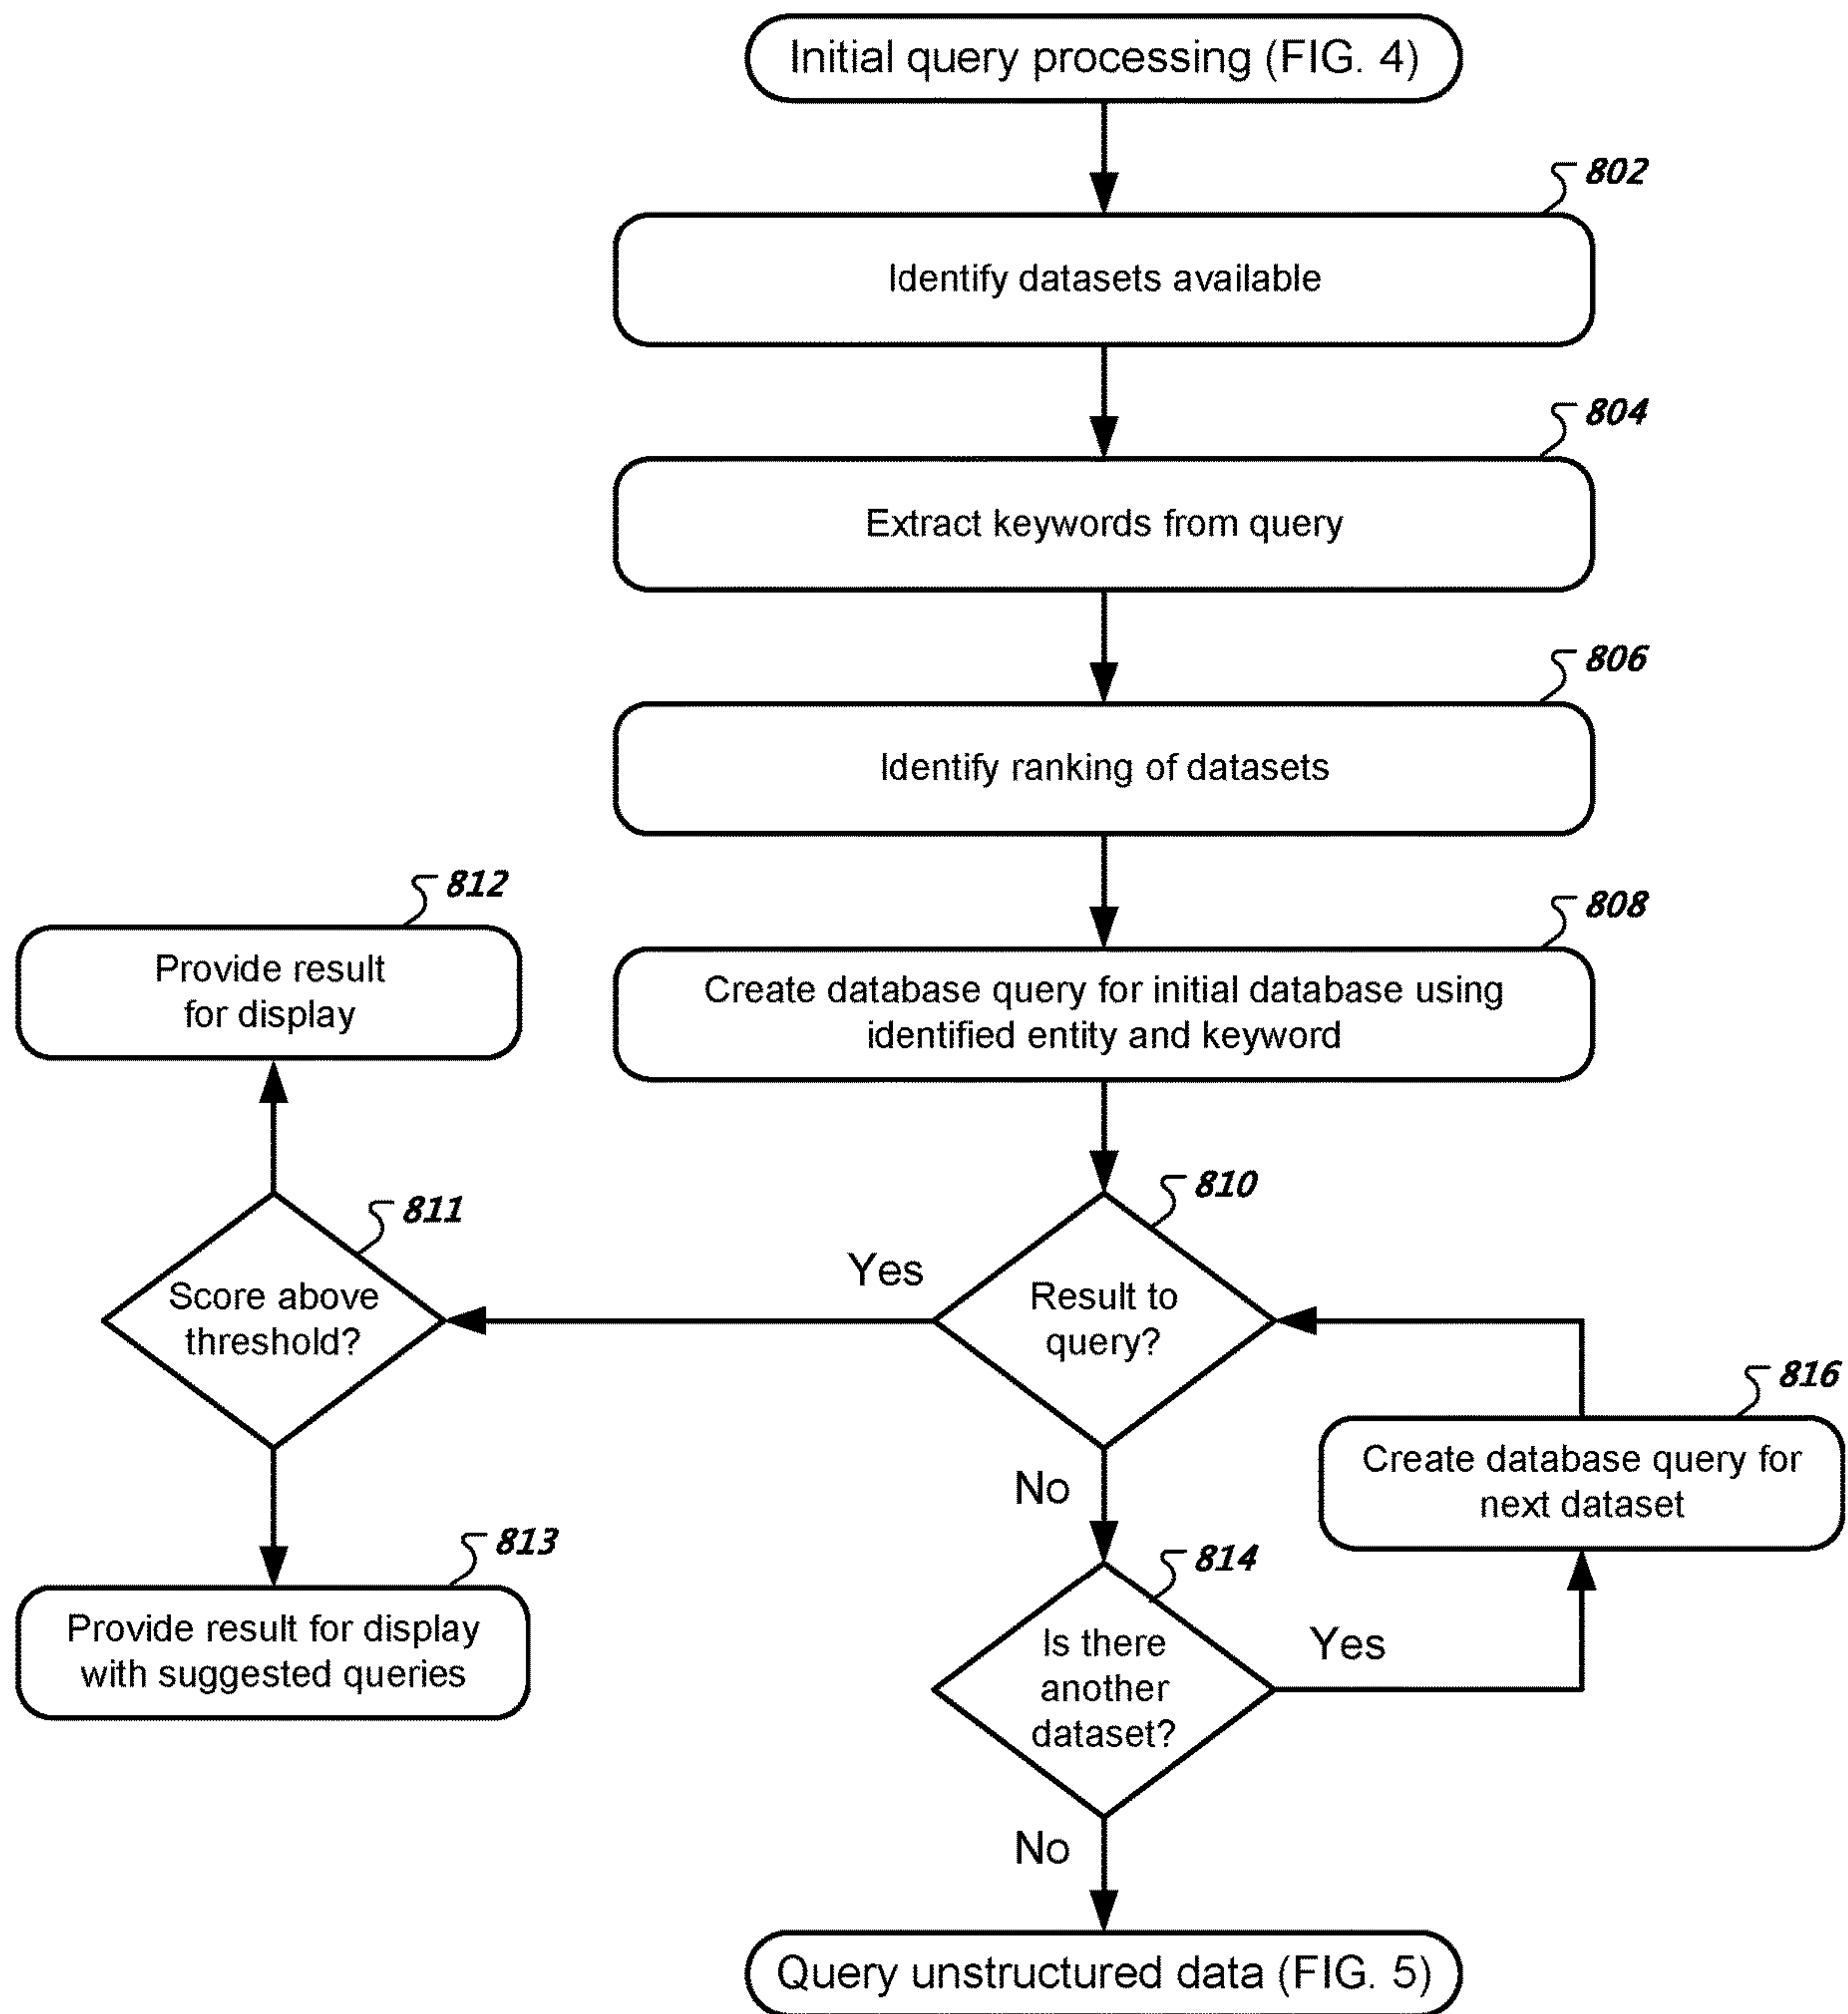 Initial query processing (FIG. 4)
802
Identify datasets available
804
Extract keywords from query
806
Identify ranking of datasets
808
Create database query for initial database using
identified entity and keyword
812
Provide result
for display
810
Result to
query?
Yes
811
Score above
threshold?
813
Provide result for display
with suggested queries
No
816
Create database query for
next dataset
814
Is there
another
dataset?
Yes
No
Query unstructured data (FIG. 5)